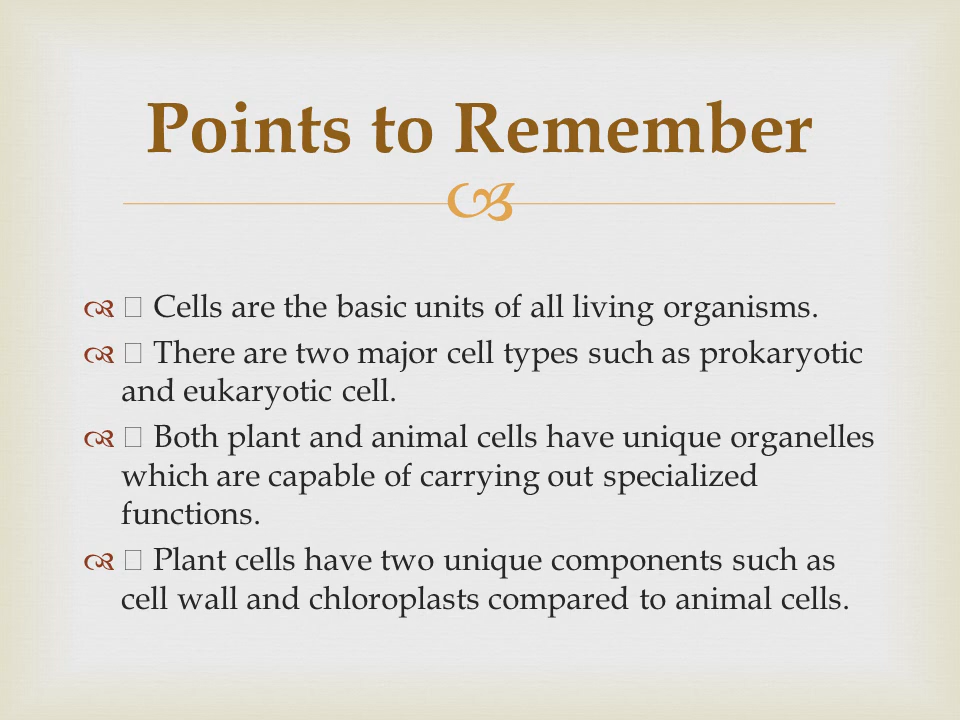 Points to Remember
□ Cells are the basic units of all living organisms.
□ There are two major cell types such as prokaryotic
and eukaryotic cell.
□ Both plant and animal cells have unique organelles
which are capable of carrying out specialized
functions.
□ Plant cells have two unique components such as
cell wall and chloroplasts compared to animal cells.